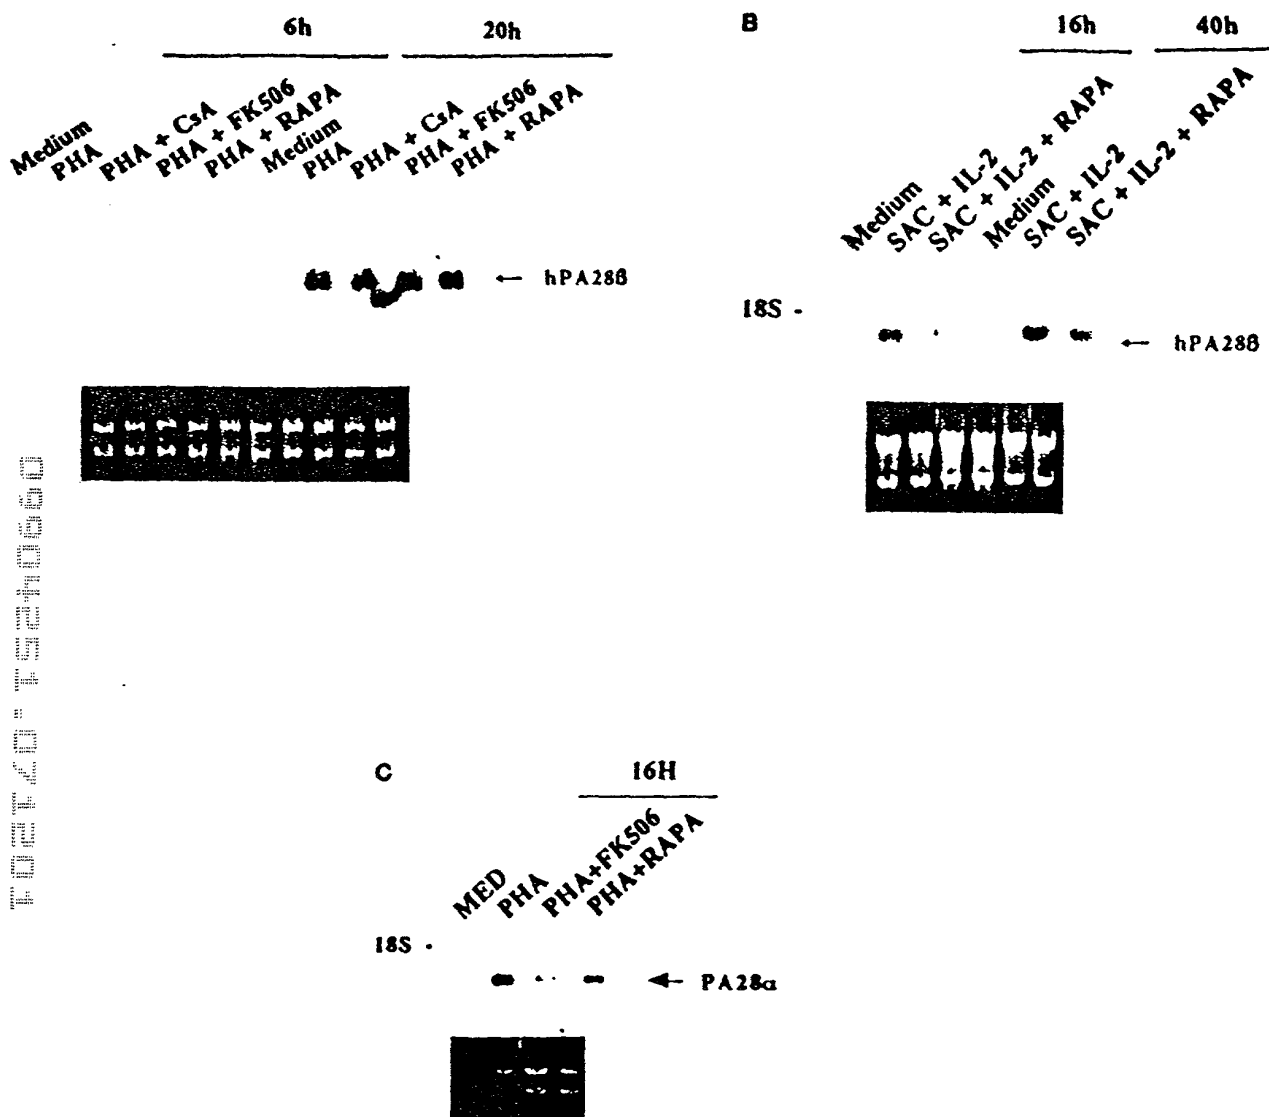 6h
20h
Medium
PHA
PHA + CsA
PHA + FK506
PHA + RAPA
Medium
PHA
PHA + CsA
PHA + FK506
PHA + RAPA
← hPA28β
B
16h
40h
Medium
SAC + IL-2
SAC + IL-2 + RAPA
Medium
SAC + IL-2
SAC + IL-2 + RAPA
18S -
← hPA28β
C
16H
MED
PHA
PHA+FK506
PHA+RAPA
18S -
← PA28α